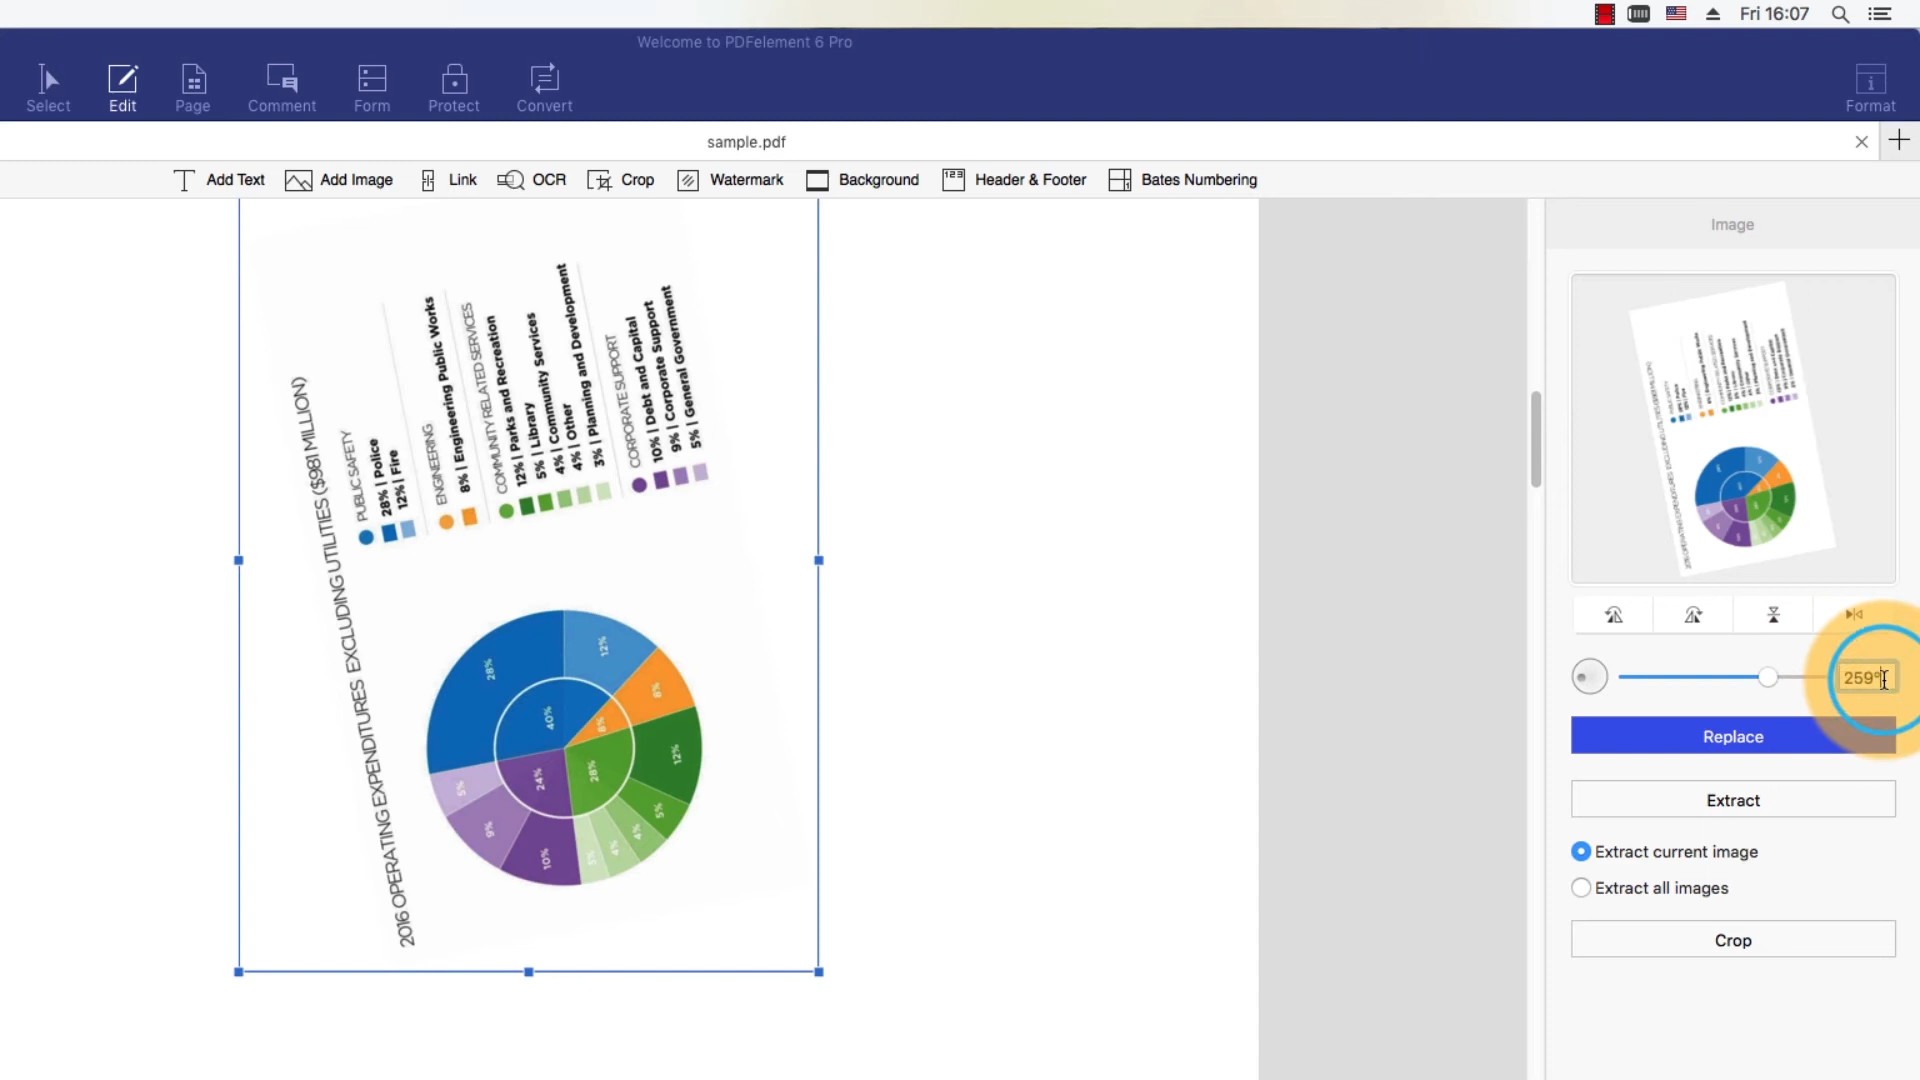 Fri 16:07
Welcome to PDFelement 6 Pro
Select
Edit
Page
Comment
Form
Protect
Convert
Format
sample.pdf
Add Text
Add Image
Link
OCR
Crop
Watermark
Background
Header & Footer
Bates Numbering
2016 OPERATING EXPENDITURES EXCLUDING UTILITIES ($981 MILLION)
PUBLIC SAFETY
28% | Police
12% | Fire
ENGINEERING
8% | Engineering Public Works
COMMUNITY RELATED SERVICES
12% | Parks and Recreation
5% | Library
4% | Community Services
4% | Other
3% | Planning and Development
CORPORATE SUPPORT
10% | Debt and Capital
9% | Corporate Support
5% | General Government
28%
12%
8%
12%
5%
4%
4%
3%
10%
9%
5%
40%
8%
28%
24%
Image
259°
Replace
Extract
Extract current image
Extract all images
Crop